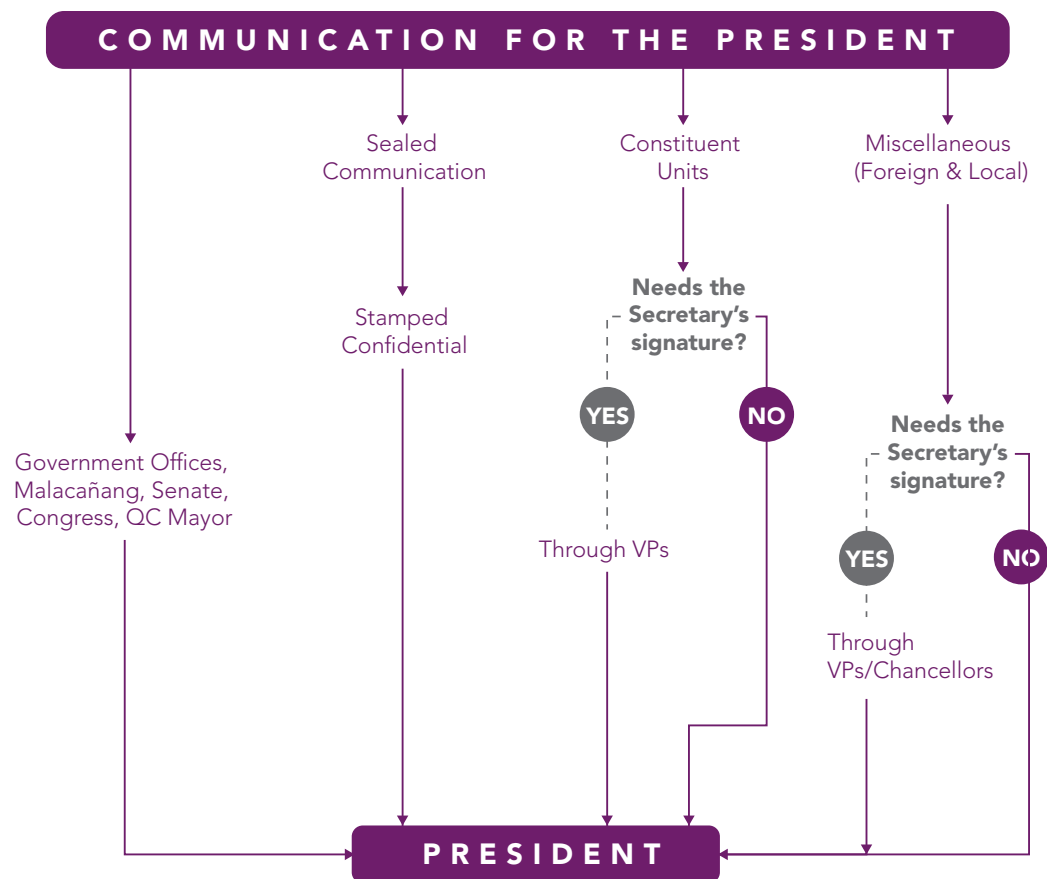 COMMUNICATION FOR THE PRESIDENT
Sealed
Communication
Constituent
Units
Miscellaneous
(Foreign & Local)
Needs the
Secretary's
signature?
Stamped
Confidential
YES
NO
Needs the
Secretary's
signature?
Government Offices,
Malacañang, Senate,
Congress, QC Mayor
Through VPs
YES
NO
Through
VPs/Chancellors
PRESIDENT